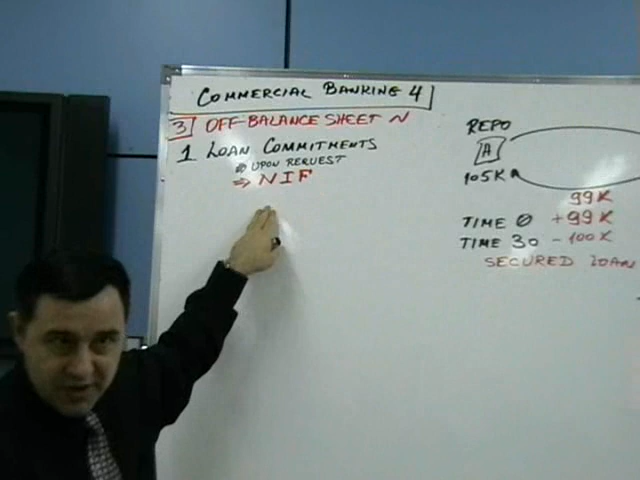 COMMERCIAL BANKING 4
3 OFF-BALANCE SHEET N
1 LOAN COMMITMENTS
⇒ UPON REQUEST
⇒ NIF
REPO
A
105K
99K
TIME 0 +99K
TIME 30 -100K
SECURED LOAN